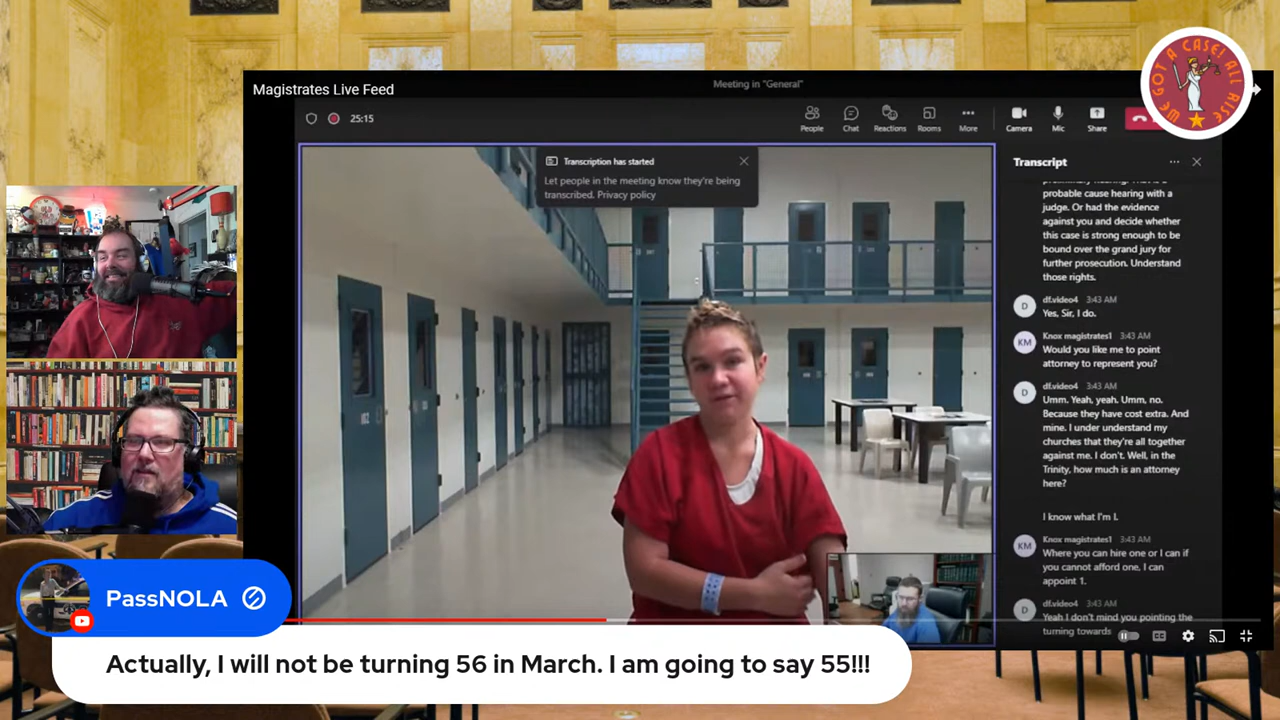 WE GOT A CASE! ALL RISE
Magistrates Live Feed
Meeting in "General"
25:15
People
Chat
Reactions
Rooms
More
Camera
Mic
Share
Transcription has started
Let people in the meeting know they're being
transcribed. Privacy policy
Transcript
probable cause hearing with a
judge. Or had the evidence
against you and decide whether
this case is strong enough to be
bound over the grand jury for
further prosecution. Understand
those rights.
D
df.video4 3:43 AM
Yes, Sir, I do.
KM
Knox magistrates1 3:43 AM
Would you like me to point
attorney to represent you?
D
df.video4 3:43 AM
Umm. Yeah, yeah. Umm, no.
Because they have cost extra. And
mine. I under understand my
churches that they're all together
against me. I don't. Well, in the
Trinity, how much is an attorney
here?
I know what I'm I.
KM
Knox magistrates1 3:43 AM
Where you can hire one or I can if
you cannot afford one, I can
appoint 1.
D
df.video4 3:43 AM
Yeah I don't mind you pointing the
turning towards
CC
PassNOLA
Actually, I will not be turning 56 in March. I am going to say 55!!!